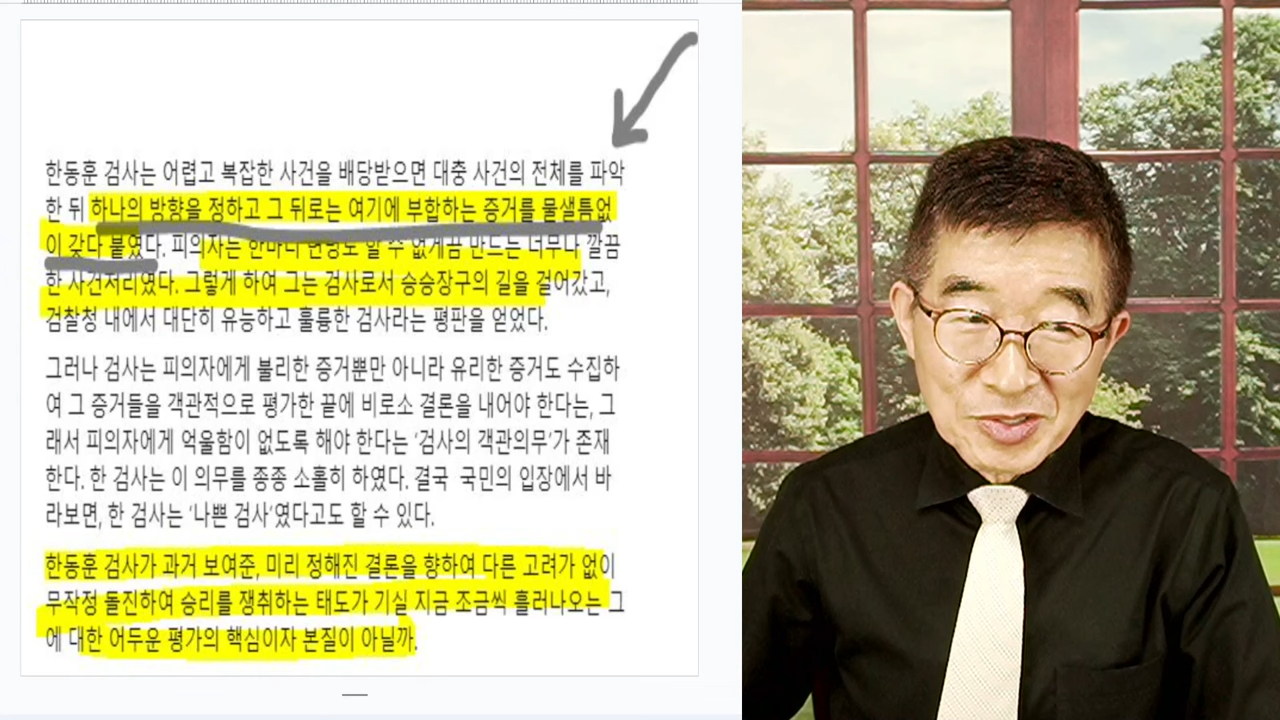 한동훈 검사는 어렵고 복잡한 사건을 배당받으면 대충 사건의 전체를 파악
한 뒤 하나의 방향을 정하고 그 뒤로는 여기에 부합하는 증거를 물샐틈없
이 갖다 붙였다. 피의자는 한마디 변명도 할 수 없게끔 만드는 너무나 깔끔
한 사건처리였다. 그렇게 하여 그는 검사로서 승승장구의 길을 걸어갔고,
검찰청 내에서 대단히 유능하고 훌륭한 검사라는 평판을 얻었다.
그러나 검사는 피의자에게 불리한 증거뿐만 아니라 유리한 증거도 수집하
여 그 증거들을 객관적으로 평가한 끝에 비로소 결론을 내어야 한다는, 그
래서 피의자에게 억울함이 없도록 해야 한다는 ‘검사의 객관의무’가 존재
한다. 한 검사는 이 의무를 종종 소홀히 하였다. 결국 국민의 입장에서 바
라보면, 한 검사는 ‘나쁜 검사’였다고도 할 수 있다.
한동훈 검사가 과거 보여준, 미리 정해진 결론을 향하여 다른 고려가 없이
무작정 돌진하여 승리를 쟁취하는 태도가 기실 지금 조금씩 흘러나오는 그
에 대한 어두운 평가의 핵심이자 본질이 아닐까.